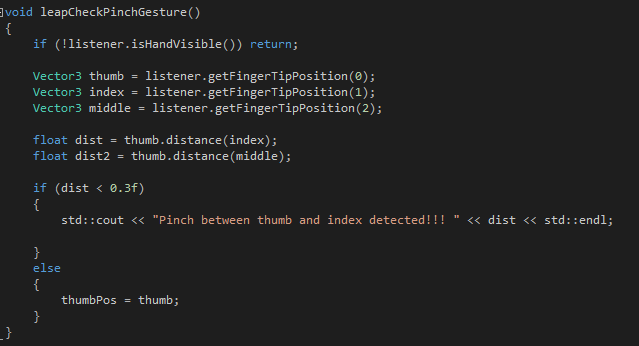 void leapCheckPinchGesture()
{
    if (!listener.isHandVisible()) return;

    Vector3 thumb = listener.getFingerTipPosition(0);
    Vector3 index = listener.getFingerTipPosition(1);
    Vector3 middle = listener.getFingerTipPosition(2);

    float dist = thumb.distance(index);
    float dist2 = thumb.distance(middle);

    if (dist < 0.3f)
    {
        std::cout << "Pinch between thumb and index detected!!! " << dist << std::endl;

    }
    else
    {
        thumbPos = thumb;
    }
}